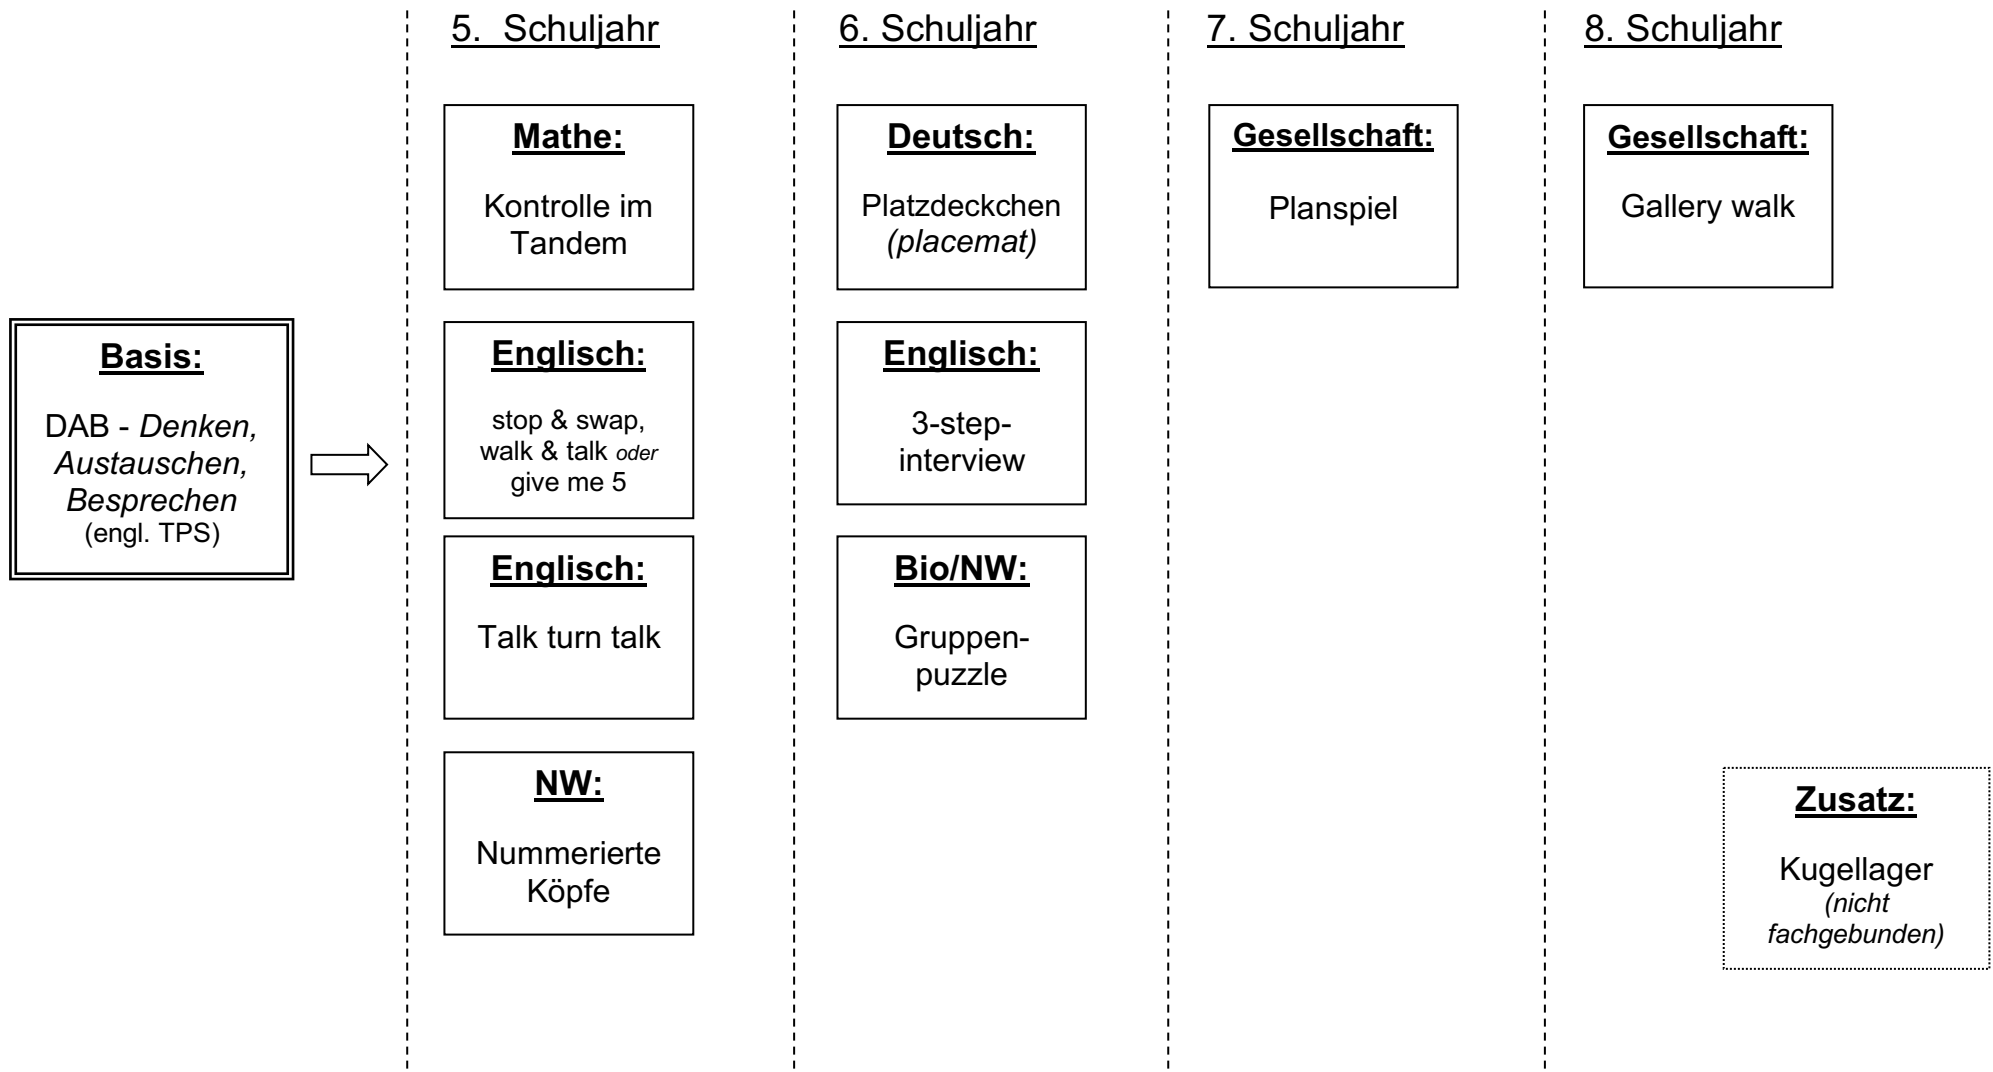 5. Schuljahr
6. Schuljahr
7. Schuljahr
8. Schuljahr
Basis:
DAB - Denken,
Austauschen,
Besprechen
(engl. TPS)
Mathe:
Kontrolle im
Tandem
Englisch:
stop & swap,
walk & talk oder
give me 5
Englisch:
Talk turn talk
NW:
Nummerierte
Köpfe
Deutsch:
Platzdeckchen
(placemat)
Englisch:
3-step-
interview
Bio/NW:
Gruppen-
puzzle
Gesellschaft:
Planspiel
Gesellschaft:
Gallery walk
Zusatz:
Kugellager
(nicht
fachgebunden)